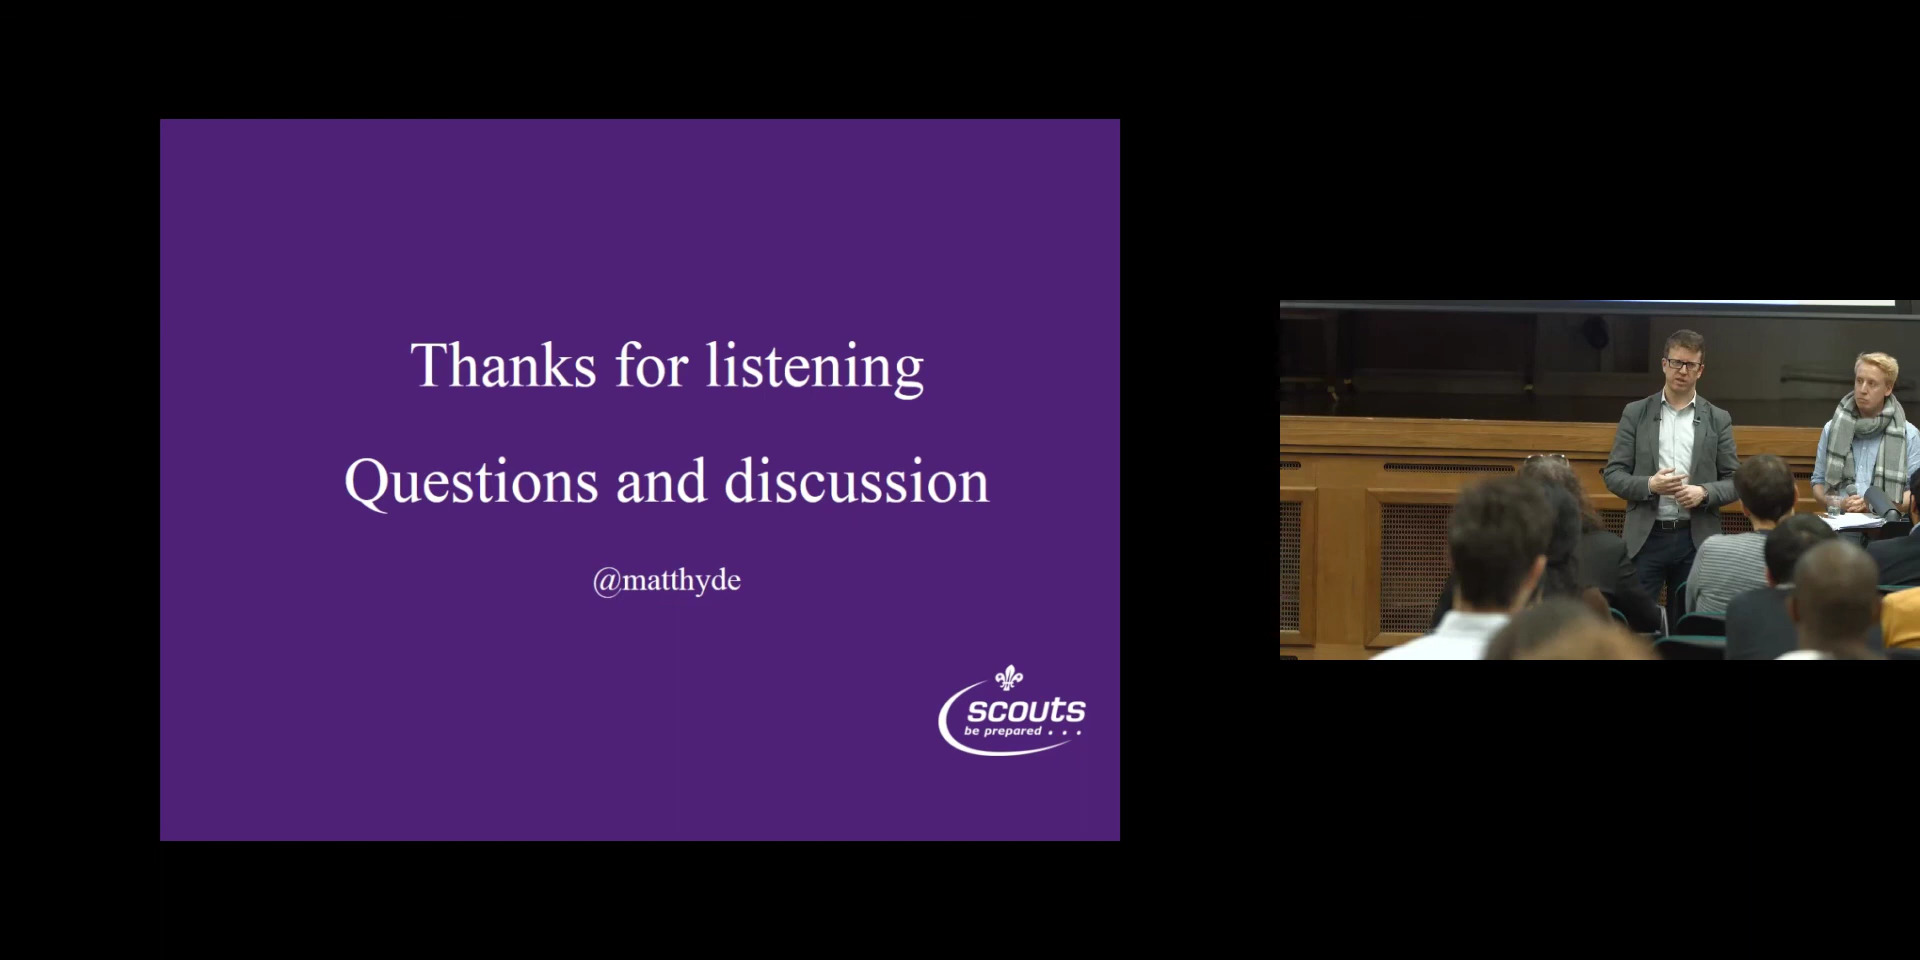 Thanks for listening
Questions and discussion
@matthyde
scouts
be prepared . . .